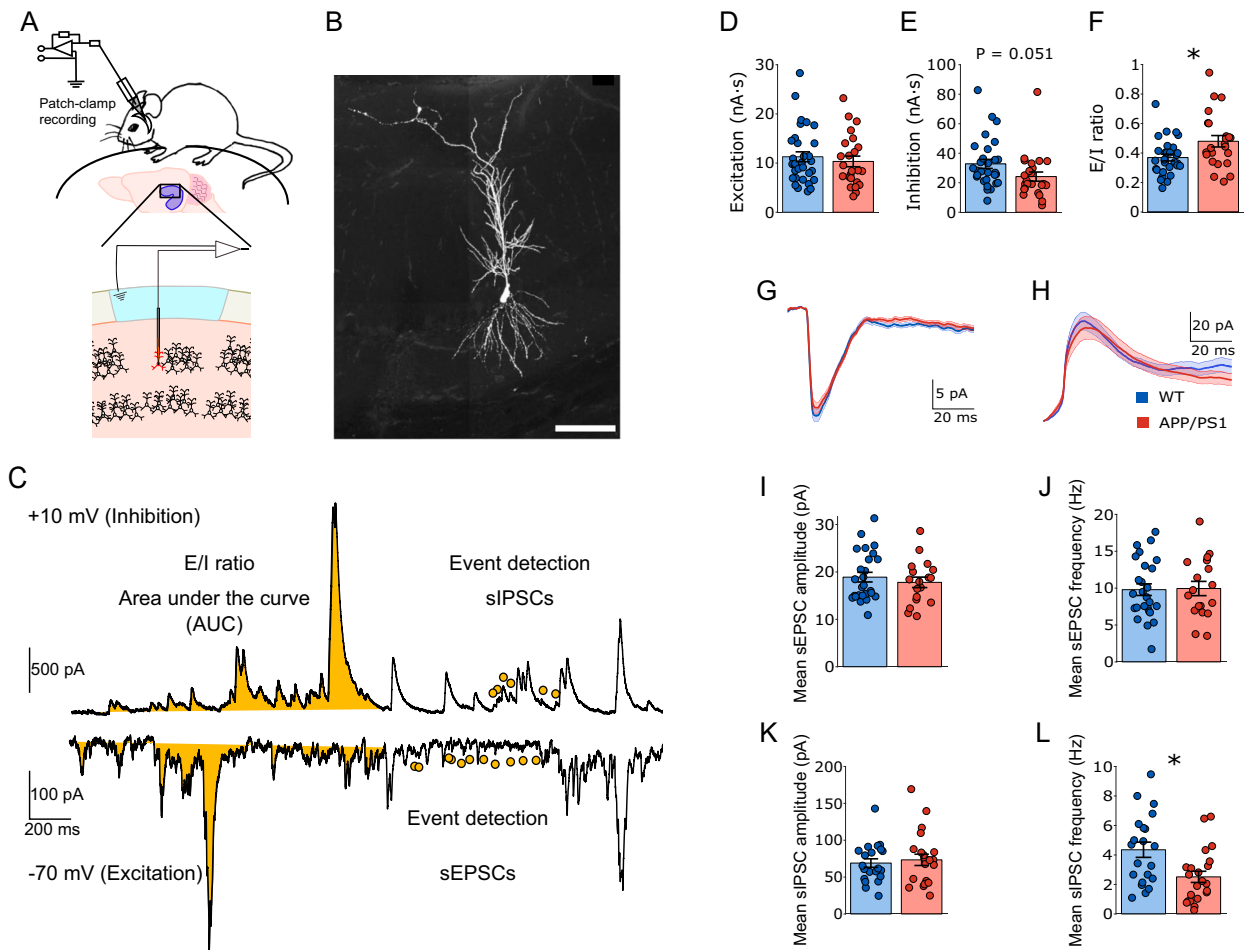 A
Patch-clamp
recording
B
C
+10 mV (Inhibition)
E/I ratio
Area under the curve
(AUC)
Event detection
sIPSCs
500 pA
100 pA
200 ms
Event detection
-70 mV (Excitation)
sEPSCs
D
Excitation (nA·s)
30
20
10
0
E
P = 0.051
Inhibition (nA·s)
100
80
60
40
20
0
F
*
E/I ratio
1
0.8
0.6
0.4
0.2
0
G
5 pA
20 ms
H
20 pA
20 ms
WT
APP/PS1
I
Mean sEPSC amplitude (pA)
30
20
10
0
J
Mean sEPSC frequency (Hz)
20
15
10
5
0
K
Mean sIPSC amplitude (pA)
200
150
100
50
0
L
*
Mean sIPSC frequency (Hz)
10
8
6
4
2
0